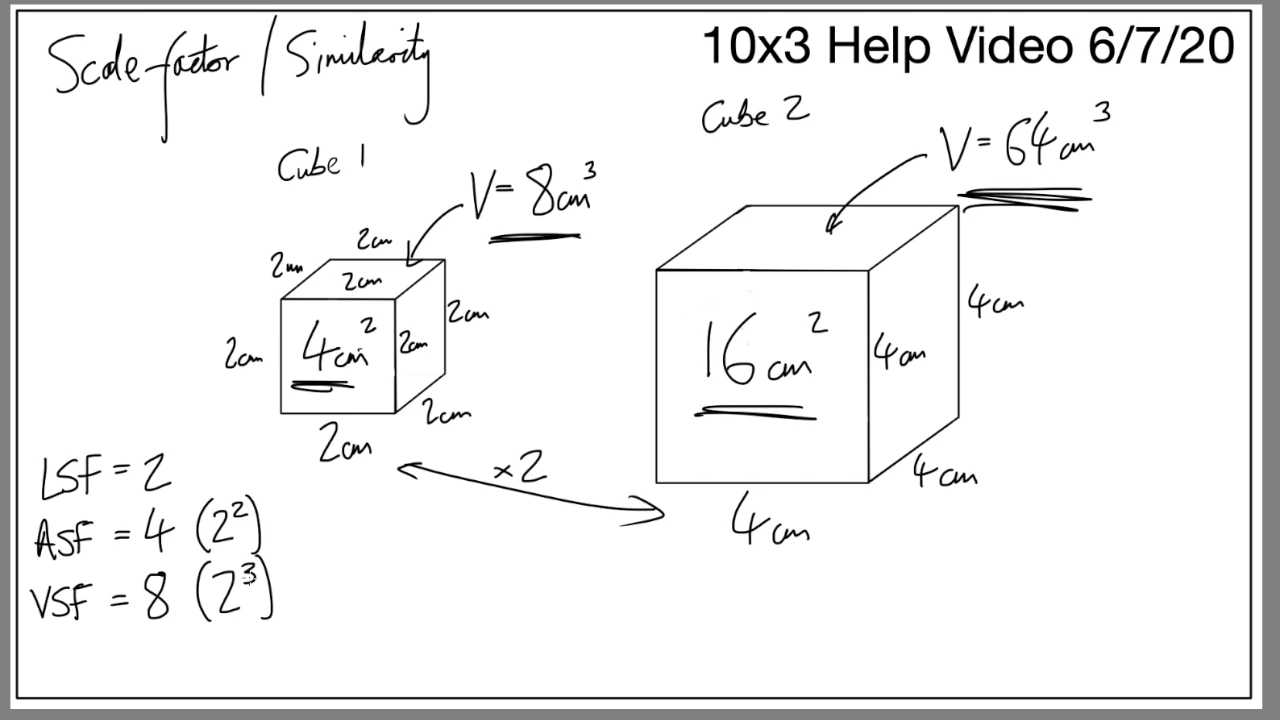 Scale factor / Similarity
10x3 Help Video 6/7/20
Cube 1
V = 8cm³
2cm
2cm
2cm
2cm
2cm
2cm
4cm²
2cm
2cm
Cube 2
V = 64cm³
4cm
16cm²
4cm
4cm
4cm
×2
LSF = 2
ASF = 4 (2²)
VSF = 8 (2³)